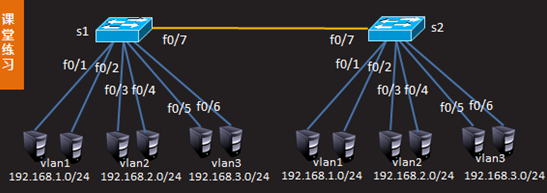 课堂练习
s1
f0/7
f0/7
s2
f0/1
f0/2
f0/3
f0/4
f0/5
f0/6
f0/1
f0/2
f0/3
f0/4
f0/5
f0/6
vlan1
vlan2
vlan3
vlan1
vlan2
vlan3
192.168.1.0/24
192.168.2.0/24
192.168.3.0/24
192.168.1.0/24
192.168.2.0/24
192.168.3.0/24